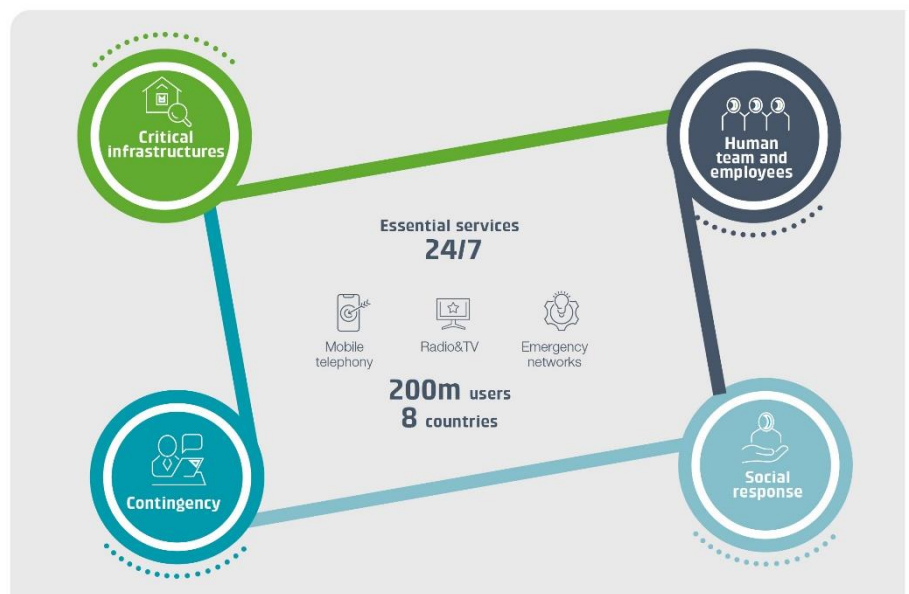 Critical
infrastructures
Human
team and
employees
Essential services
24/7
Mobile
telephony
Radio&TV
Emergency
networks
200m users
8 countries
Contingency
Social
response